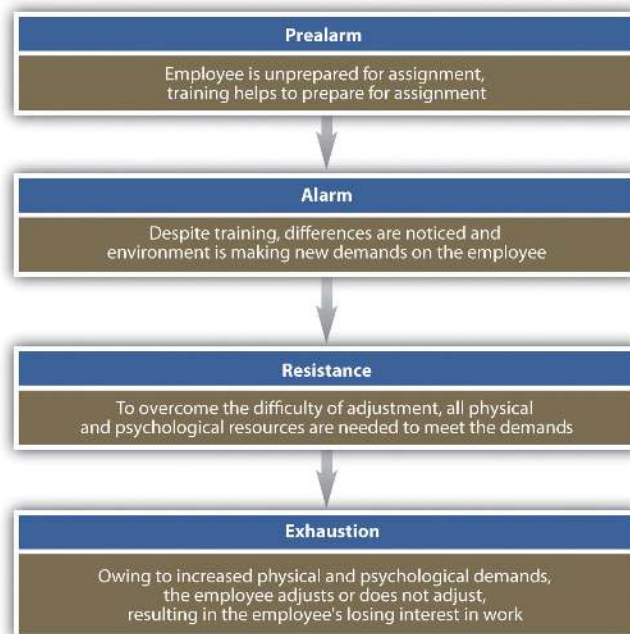 Prealarm
Employee is unprepared for assignment,
training helps to prepare for assignment
Alarm
Despite training, differences are noticed and
environment is making new demands on the employee
Resistance
To overcome the difficulty of adjustment, all physical
and psychological resources are needed to meet the demands
Exhaustion
Owing to increased physical and psychological demands,
the employee adjusts or does not adjust,
resulting in the employee's losing interest in work